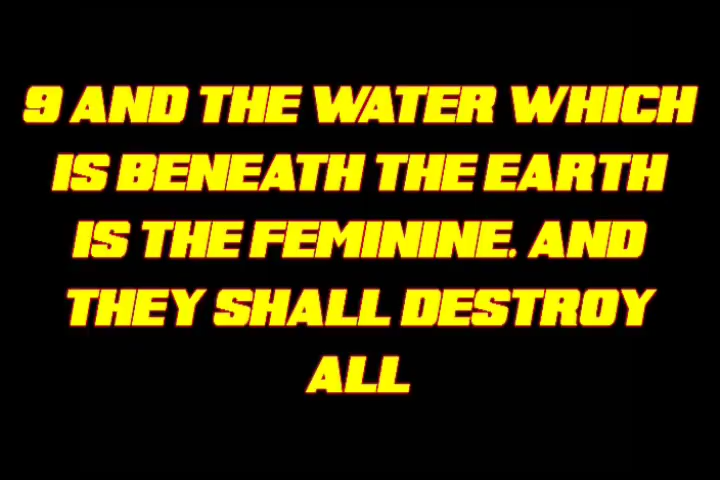 9 AND THE WATER WHICH
IS BENEATH THE EARTH
IS THE FEMININE. AND
THEY SHALL DESTROY
ALL